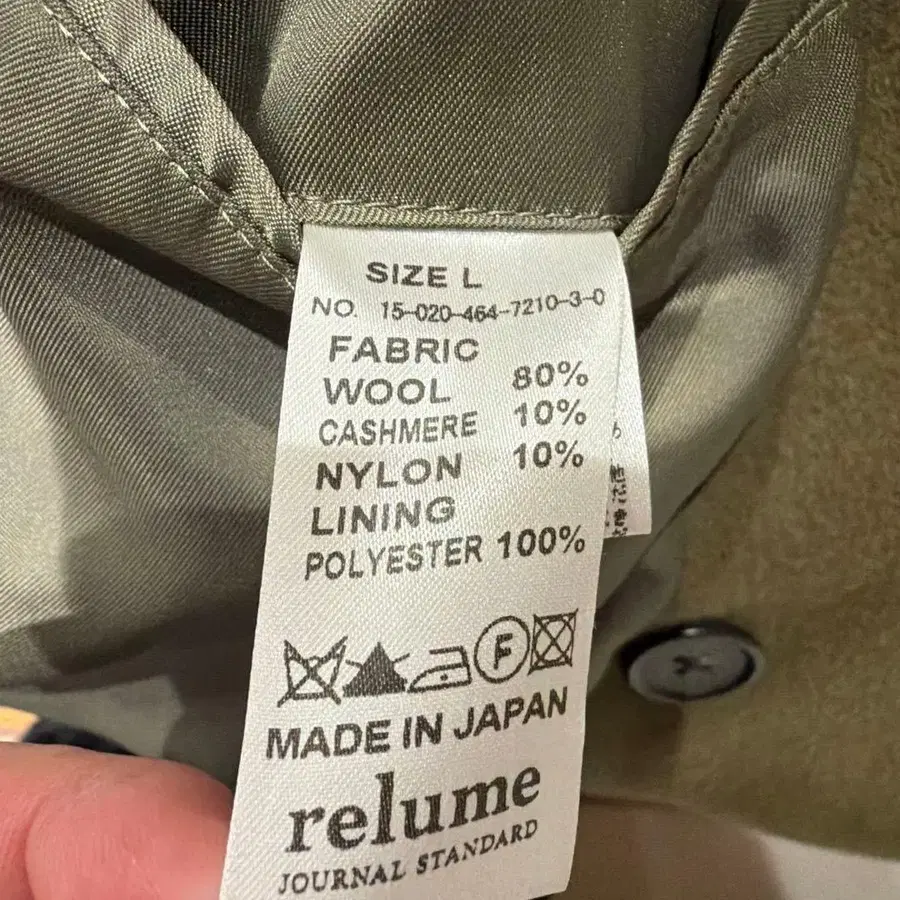 SIZE L
NO. 15-020-464-7210-3-0
FABRIC
WOOL 80%
CASHMERE 10%
NYLON 10%
LINING
POLYESTER 100%
F
MADE IN JAPAN
relume
JOURNAL STANDARD